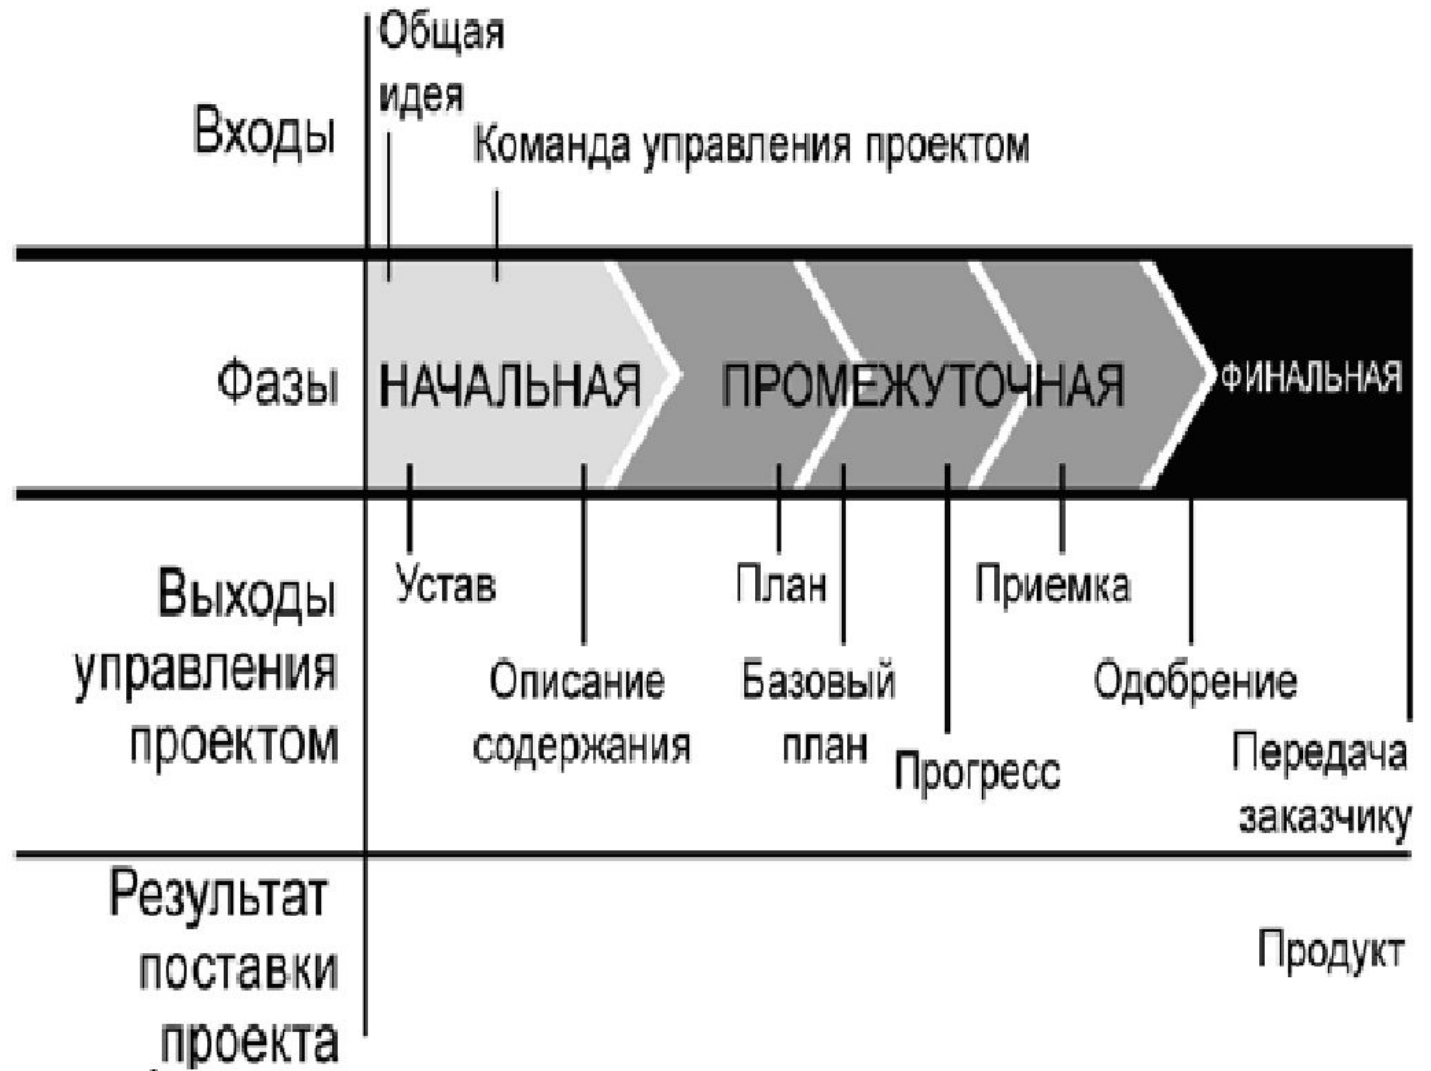 Общая
идея
Входы
Команда управления проектом
Фазы
НАЧАЛЬНАЯ
ПРОМЕЖУТОЧНАЯ
ФИНАЛЬНАЯ
Выходы
управления
проектом
Устав
Описание
содержания
План
Базовый
план
Прогресс
Приемка
Одобрение
Передача
заказчику
Результат
поставки
проекта
Продукт